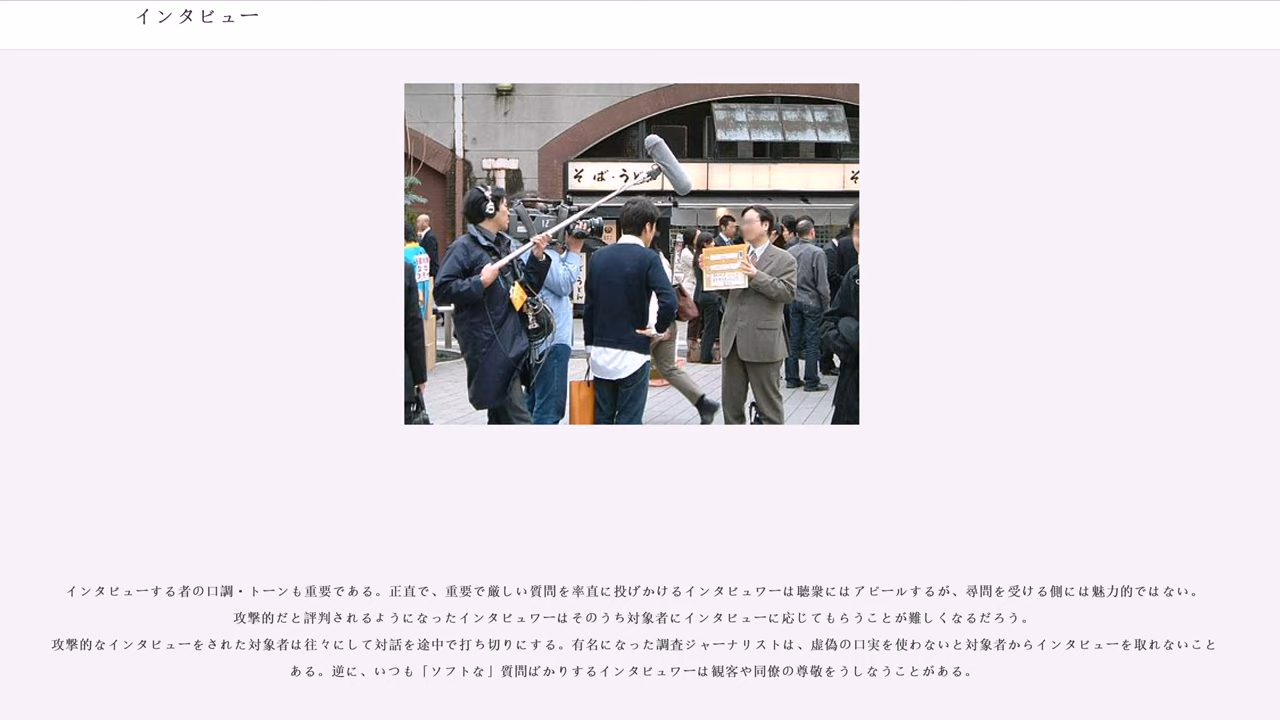 インタビュー
そば・うどん
そ
インタビューする者の口調・トーンも重要である。正直で、重要で厳しい質問を率直に投げかけるインタビュワーは聴衆にはアピールするが、尋問を受ける側には魅力的ではない。
攻撃的だと評判されるようになったインタビュワーはそのうち対象者にインタビューに応じてもらうことが難しくなるだろう。
攻撃的なインタビューをされた対象者は往々にして対話を途中で打ち切りにする。有名になった調査ジャーナリストは、虚偽の口実を使わないと対象者からインタビューを取れないこと
ある。逆に、いつも「ソフトな」質問ばかりするインタビュワーは観客や同僚の尊敬をうしなうことがある。